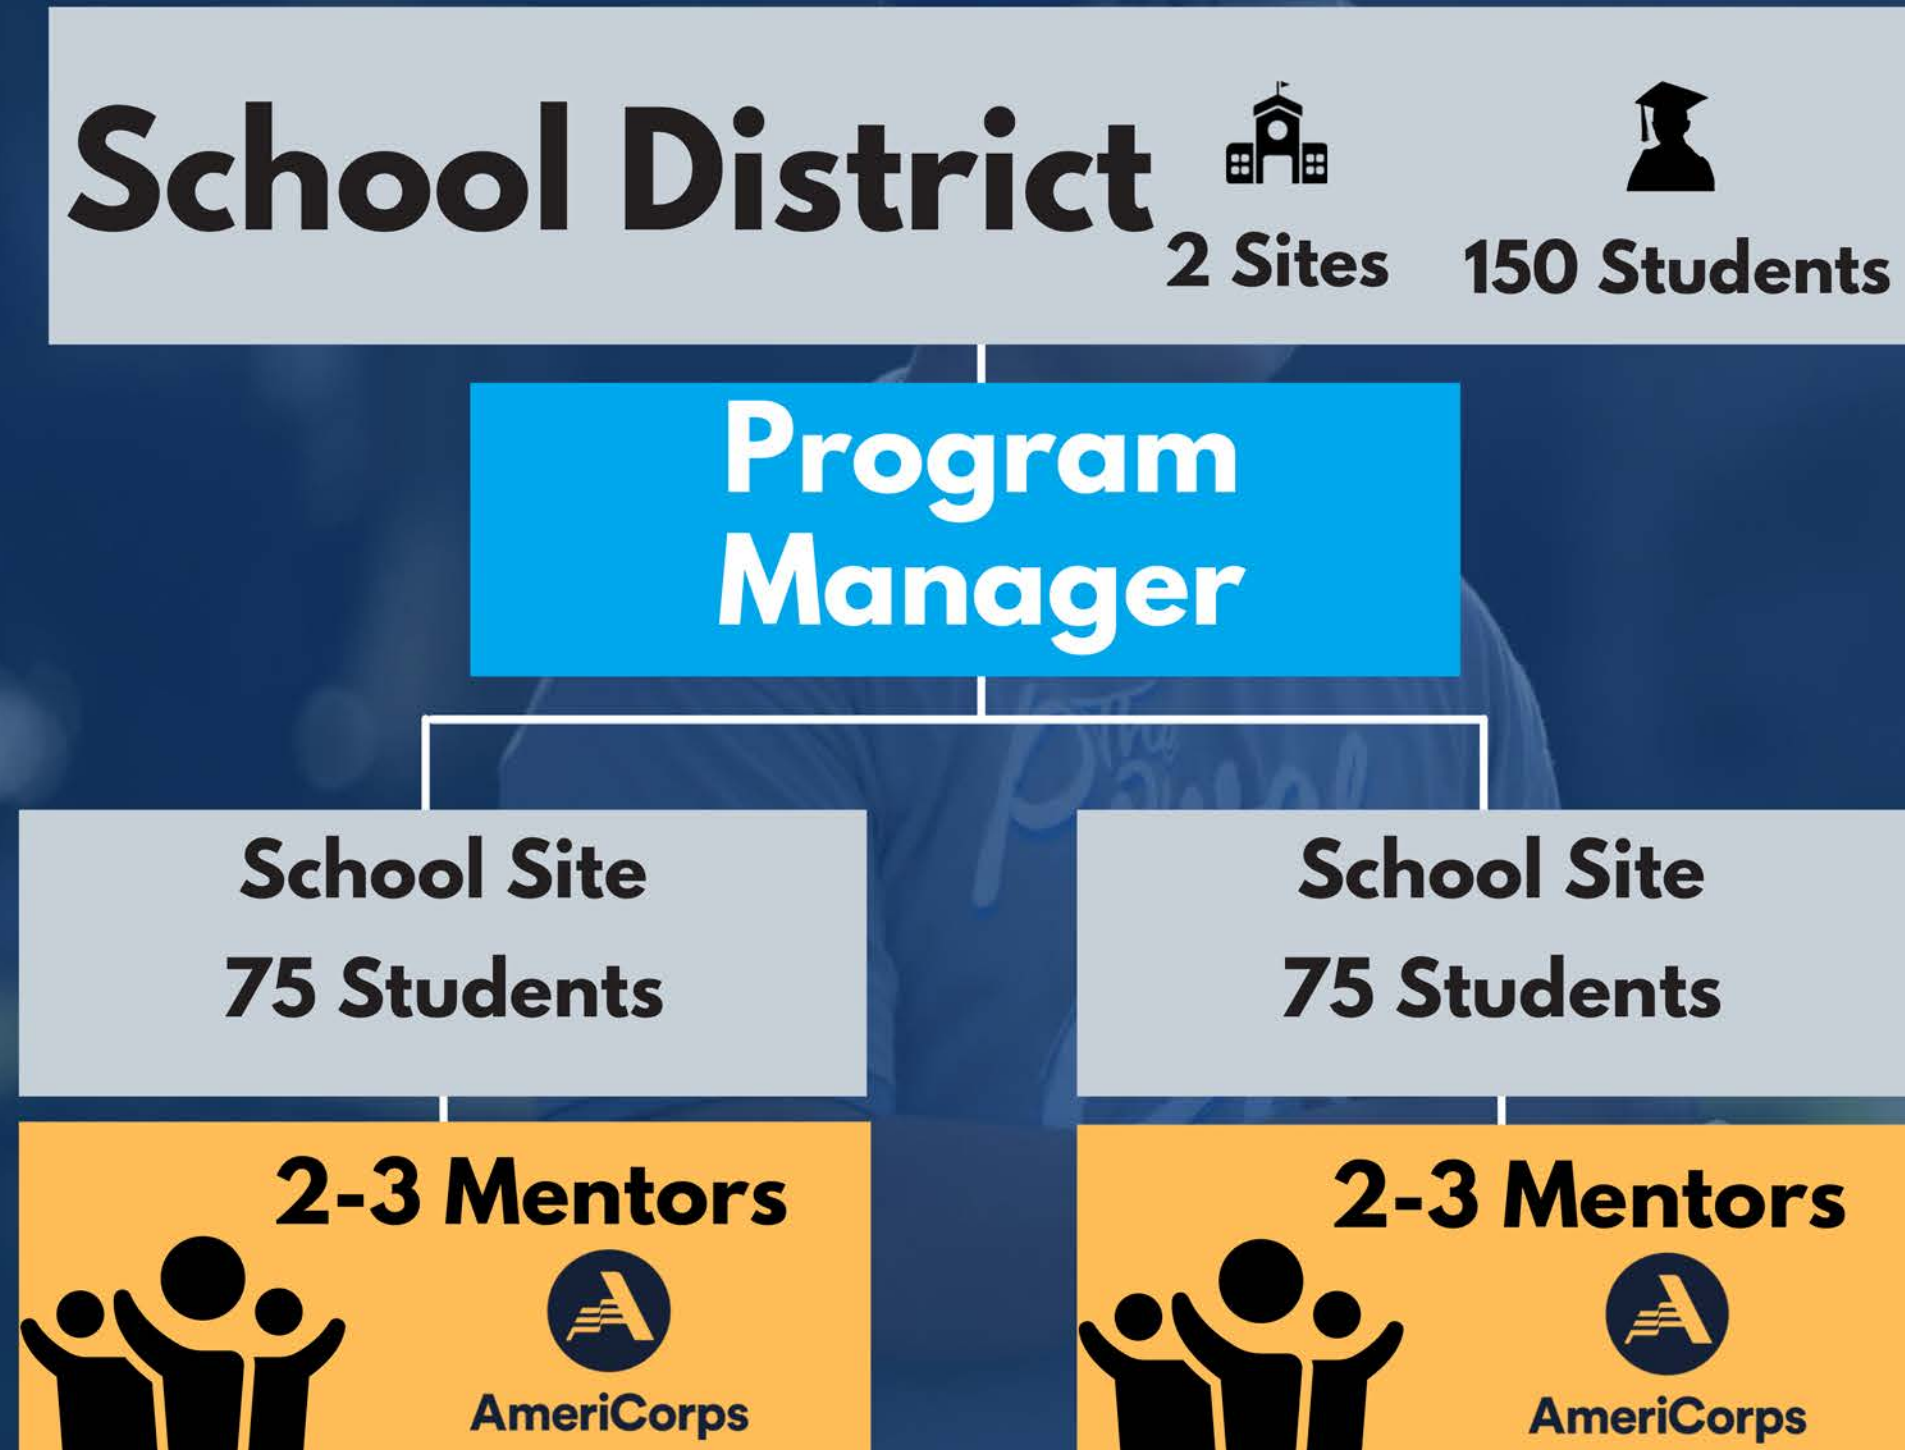 School District
2 Sites
150 Students
Program
Manager
School Site
75 Students
School Site
75 Students
2-3 Mentors
AmeriCorps
2-3 Mentors
AmeriCorps